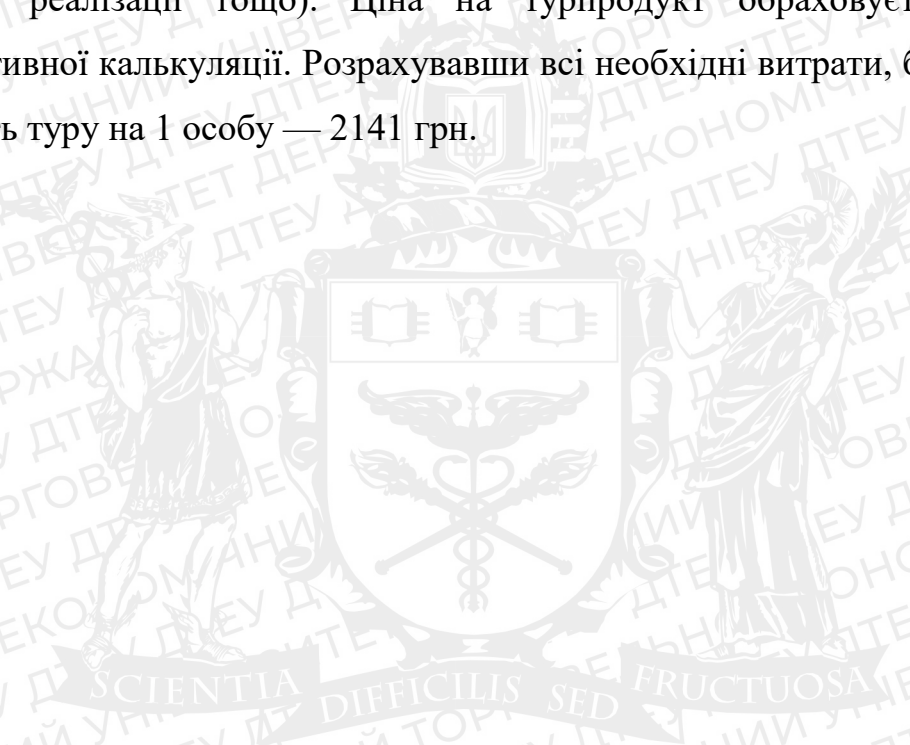 реалізації тощо). Ціна на турпродукт обраховує
тивної калькуляції. Розрахувавши всі необхідні витрати, б
ь туру на 1 особу — 2141 грн.
SCIENTIA DIFFICILIS SED FRUCTUOSA